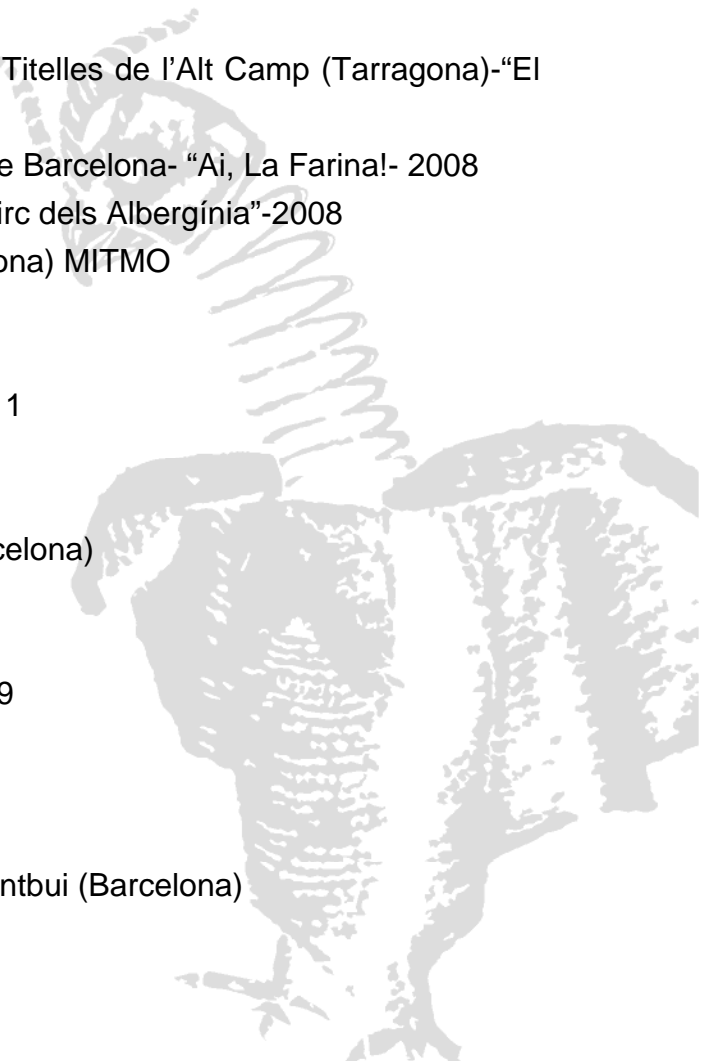 Titelles de l’Alt Camp (Tarragona)-“El
e Barcelona- “Ai, La Farina!- 2008
irc dels Albergínia”-2008
ona) MITMO
1
celona)
9
ntbui (Barcelona)